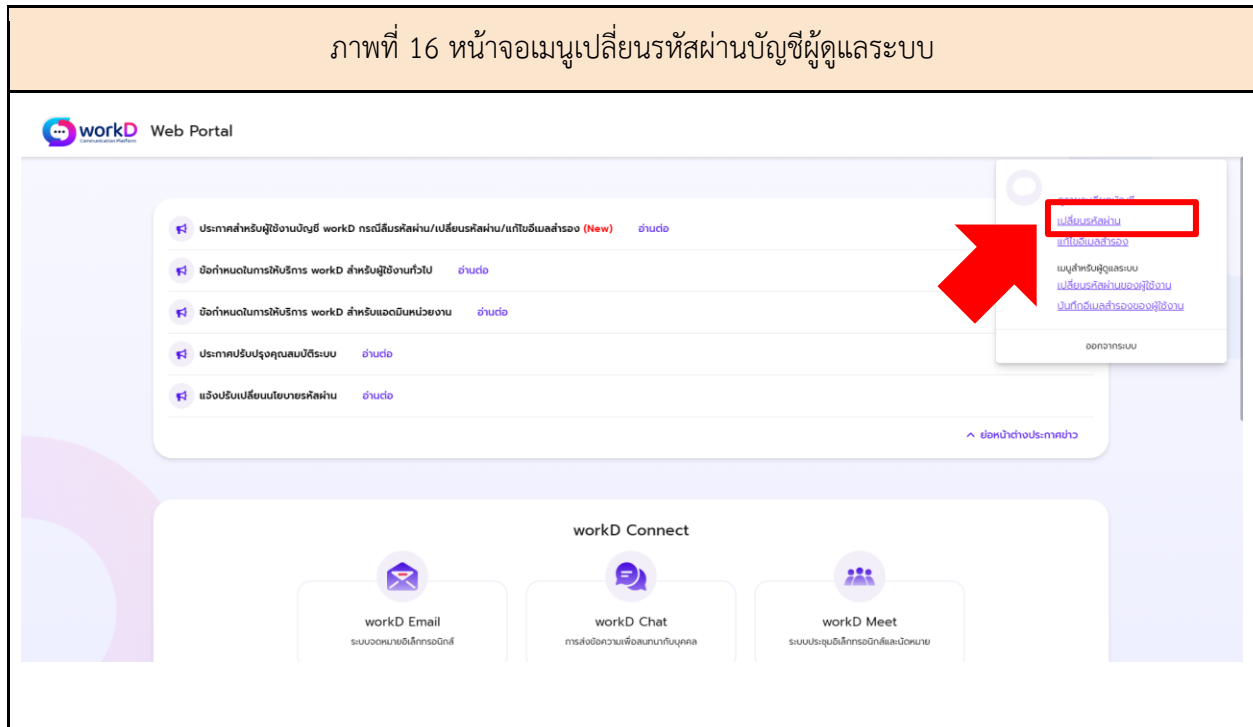 ภาพที่ 16 หน้าจอเมนูเปลี่ยนรหัสผ่านบัญชีผู้ดูแลระบบ
workD Web Portal
Communication Platform
ประกาศสำหรับผู้ใช้งานบัญชี workD กรณีลืมรหัสผ่าน/เปลี่ยนรหัสผ่าน/แก้ไขอีเมลสำรอง (New) อ่านต่อ
ข้อกำหนดในการให้บริการ workD สำหรับผู้ใช้งานทั่วไป อ่านต่อ
ข้อกำหนดในการให้บริการ workD สำหรับแอดมินหน่วยงาน อ่านต่อ
ประกาศปรับปรุงคุณสมบัติระบบ อ่านต่อ
แจ้งปรับเปลี่ยนนโยบายรหัสผ่าน อ่านต่อ
ย่อหน้าต่างประกาศข่าว
เปลี่ยนรหัสผ่าน
แก้ไขอีเมลสำรอง
เมนูสำหรับผู้ดูแลระบบ
เปลี่ยนรหัสผ่านของผู้ใช้งาน
บันทึกอีเมลสำรองของผู้ใช้งาน
ออกจากระบบ
workD Connect
workD Email
ระบบจดหมายอิเล็กทรอนิกส์
workD Chat
การส่งข้อความเพื่อสนทนากับบุคคล
workD Meet
ระบบประชุมอิเล็กทรอนิกส์และนัดหมาย